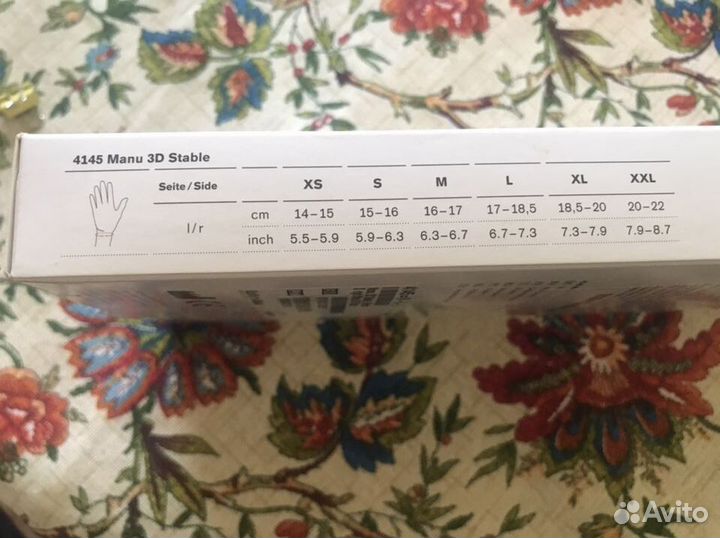 4145 Manu 3D Stable
Seite / Side XS S M L XL XXL
l / r cm 14–15 15–16 16–17 17–18,5 18,5–20 20–22
inch 5.5–5.9 5.9–6.3 6.3–6.7 6.7–7.3 7.3–7.9 7.9–8.7
Avito